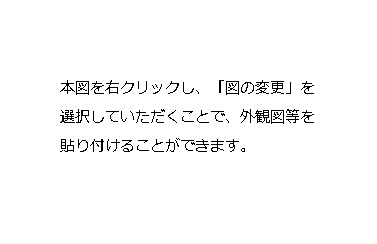 本図を右クリックし、「図の変更」を
選択していただくことで、外観図等を
貼り付けることができます。